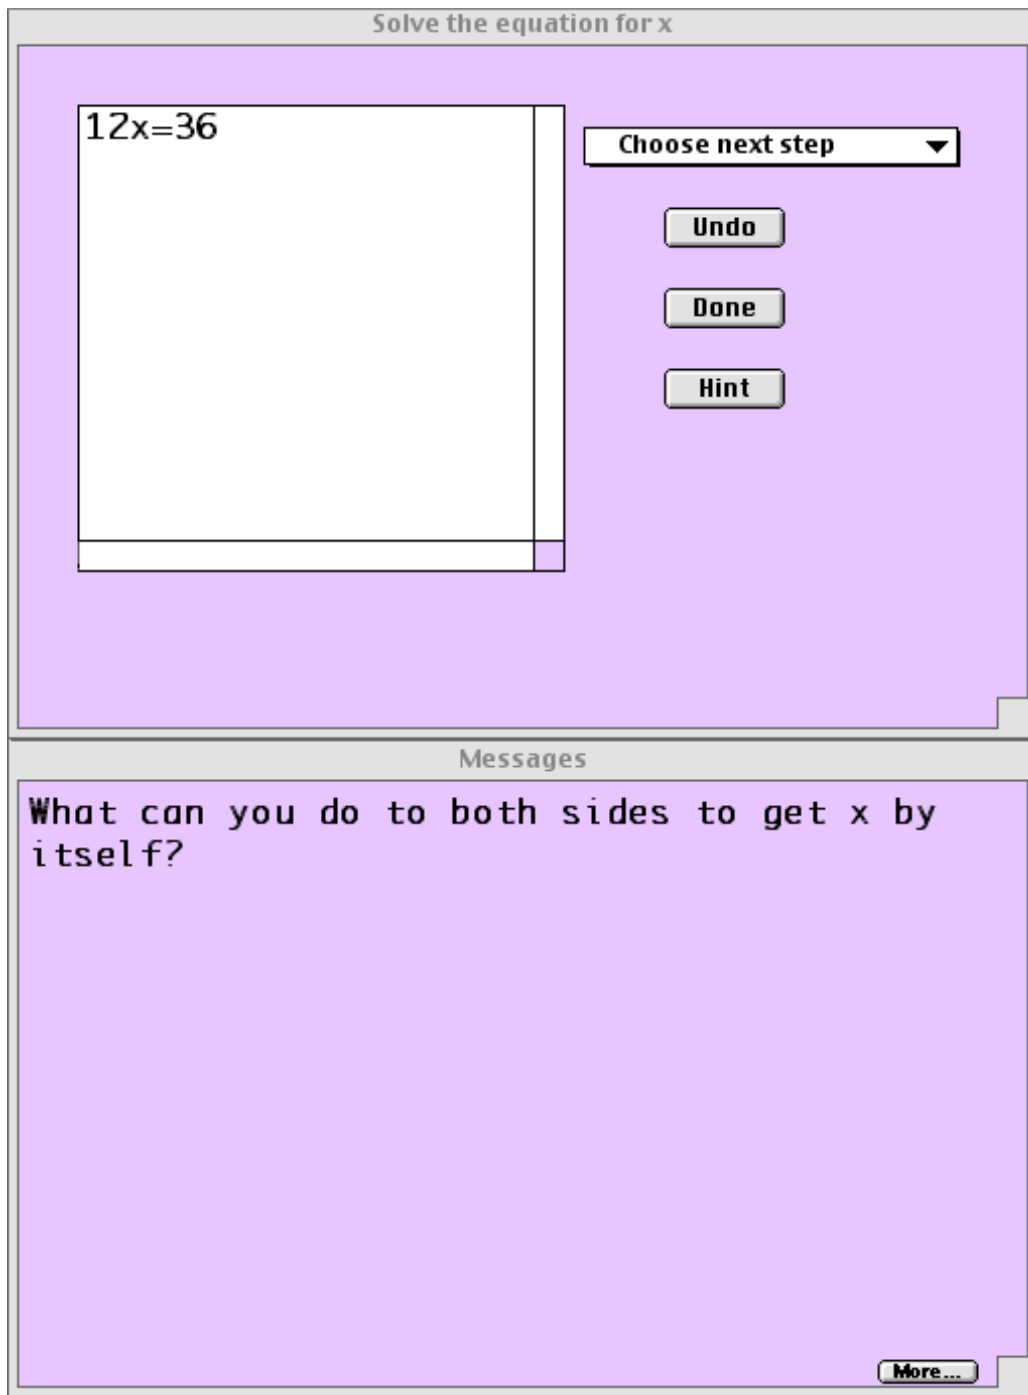 Solve the equation for x
12x=36
Choose next step
Undo
Done
Hint
Messages
What can you do to both sides to get x by
itself?
More...